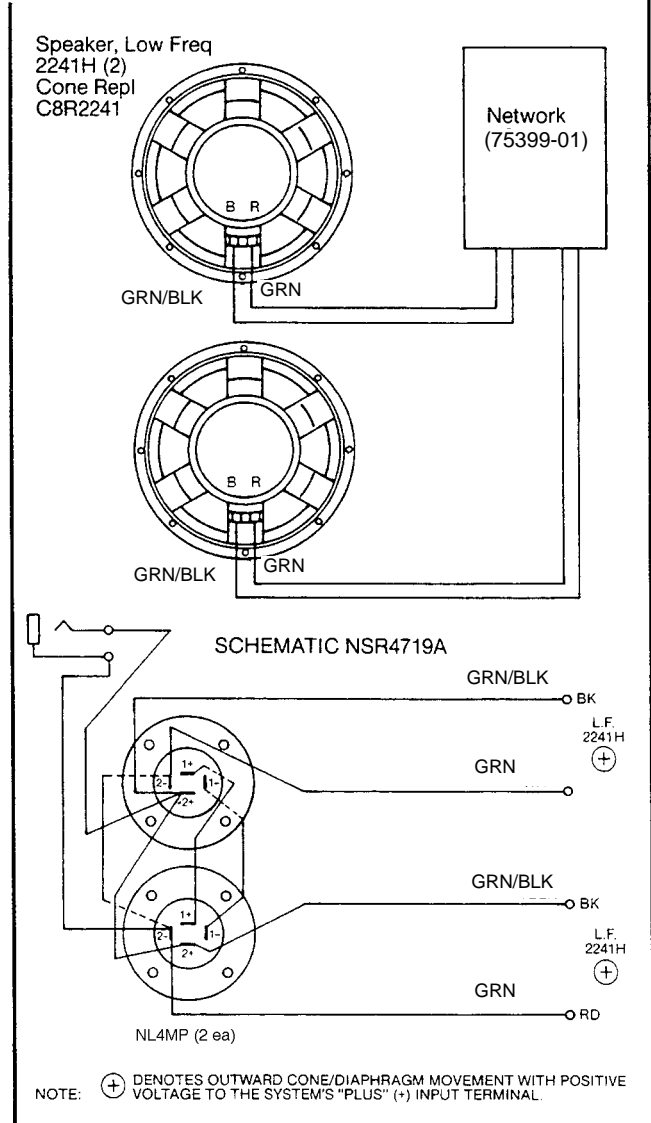 Speaker, Low Freq
2241H (2)
Cone Repl
C8R2241
Network
(75399-01)
B R
GRN/BLK
GRN
B R
GRN/BLK
GRN
SCHEMATIC NSR4719A
GRN/BLK
BK
L.F.
2241H
+
GRN
1+
2-
1-
2+
GRN/BLK
BK
1+
2-
1-
2+
L.F.
2241H
+
GRN
RD
NL4MP (2 ea)
NOTE: + DENOTES OUTWARD CONE/DIAPHRAGM MOVEMENT WITH POSITIVE
VOLTAGE TO THE SYSTEM'S "PLUS" (+) INPUT TERMINAL.